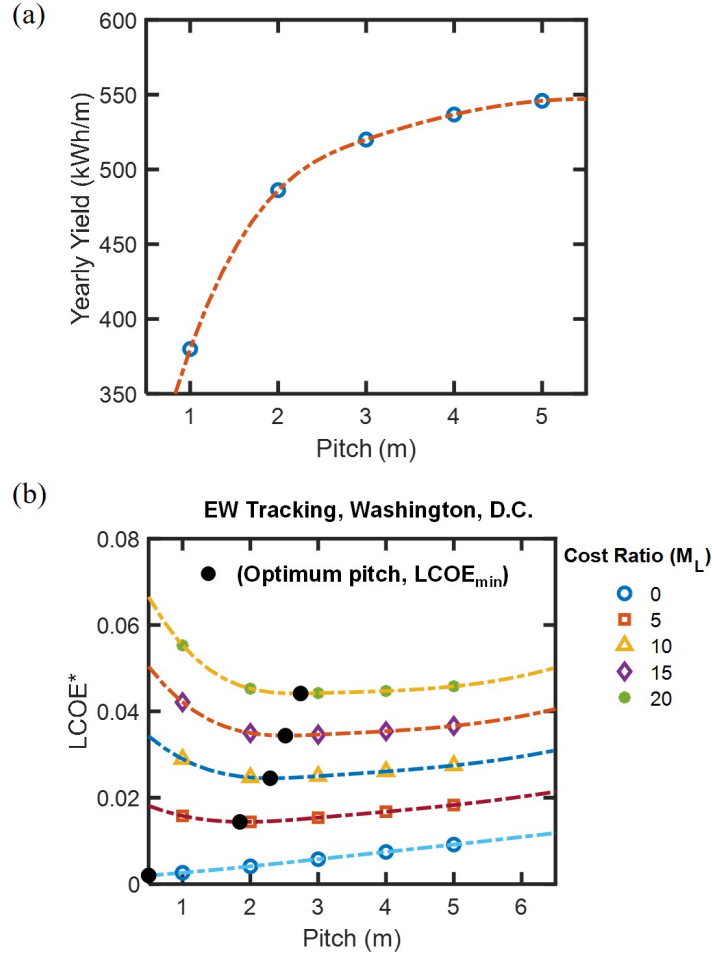 (a)
600
550
500
450
400
350
Yearly Yield (kWh/m)
1 2 3 4 5
Pitch (m)
(b)
EW Tracking, Washington, D.C.
0.08
0.06
0.04
0.02
0
LCOE*
(Optimum pitch, LCOEmin)
1 2 3 4 5 6
Pitch (m)
Cost Ratio (ML)
0
5
10
15
20